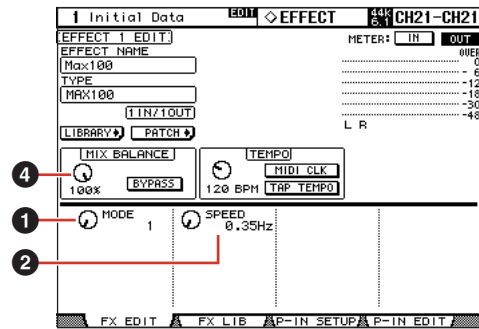 1 Initial Data EDIT ◇EFFECT 44K 6.1 CH21-CH21
EFFECT 1 EDIT METER: IN OUT
EFFECT NAME
Max100
TYPE
MAX100
1IN/1OUT
LIBRARY PATCH
OVER
0
- 6
-12
-18
-30
-48
L R
MIX BALANCE
100% BYPASS
TEMPO
MIDI CLK
120 BPM TAP TEMPO
4
1
2
MODE 1
SPEED
0.35Hz
FX EDIT FX LIB P-IN SETUP P-IN EDIT